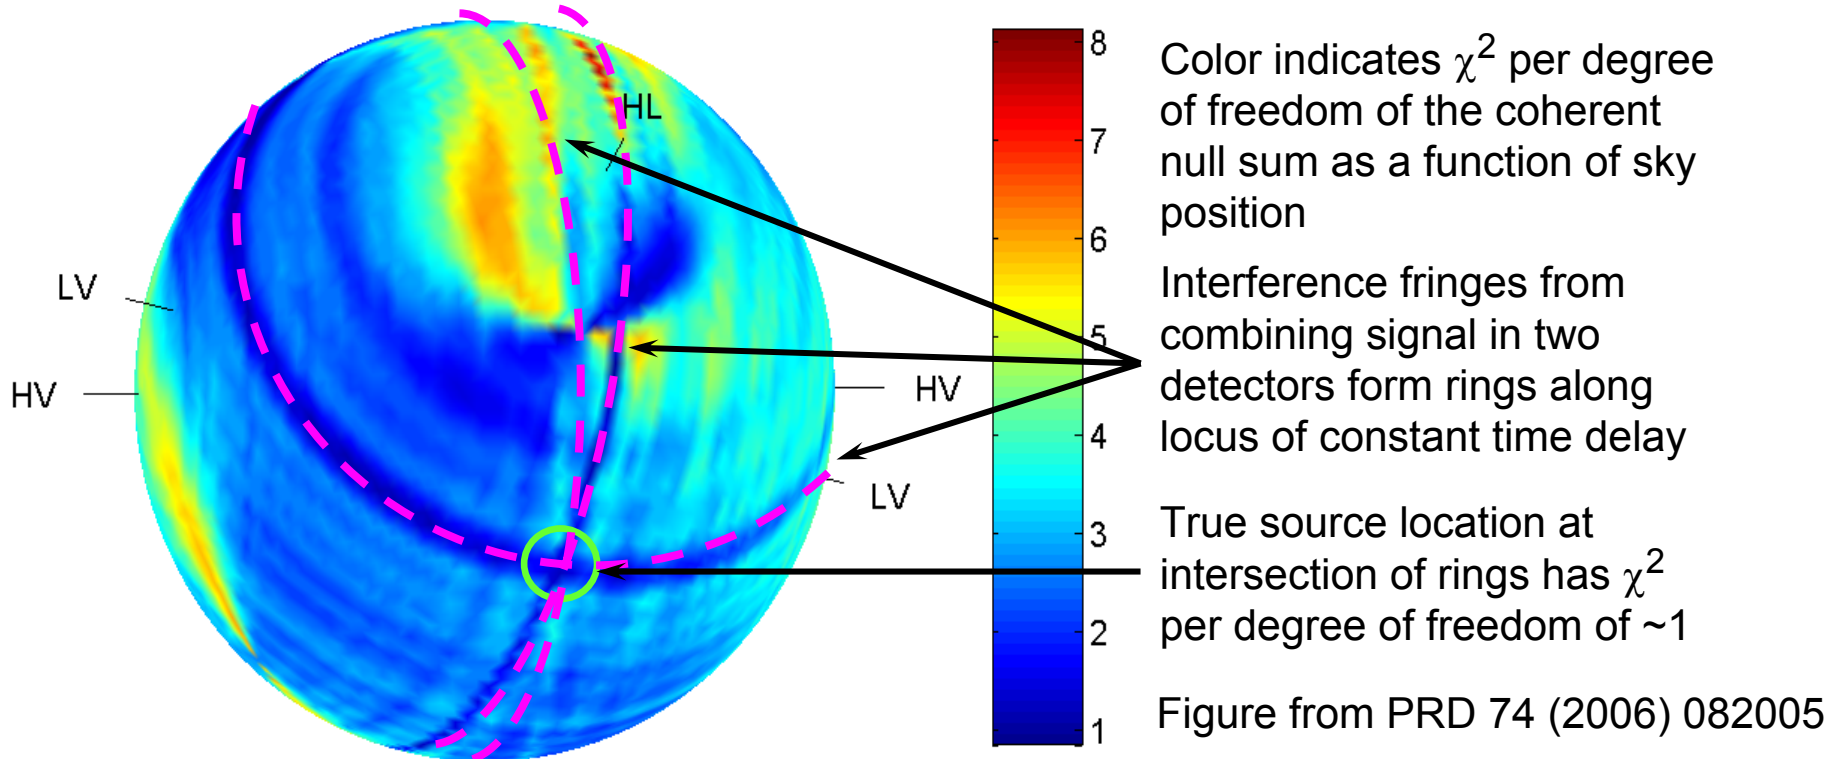 HL
LV
HV
HV
LV
8
7
6
5
4
3
2
1
Color indicates χ² per degree
of freedom of the coherent
null sum as a function of sky
position
Interference fringes from
combining signal in two
detectors form rings along
locus of constant time delay
True source location at
intersection of rings has χ²
per degree of freedom of ~1
Figure from PRD 74 (2006) 082005